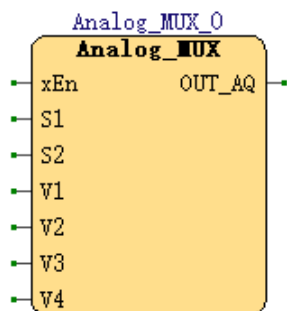 Analog_MUX_0
Analog_MUX
xEn OUT_AQ
S1
S2
V1
V2
V3
V4